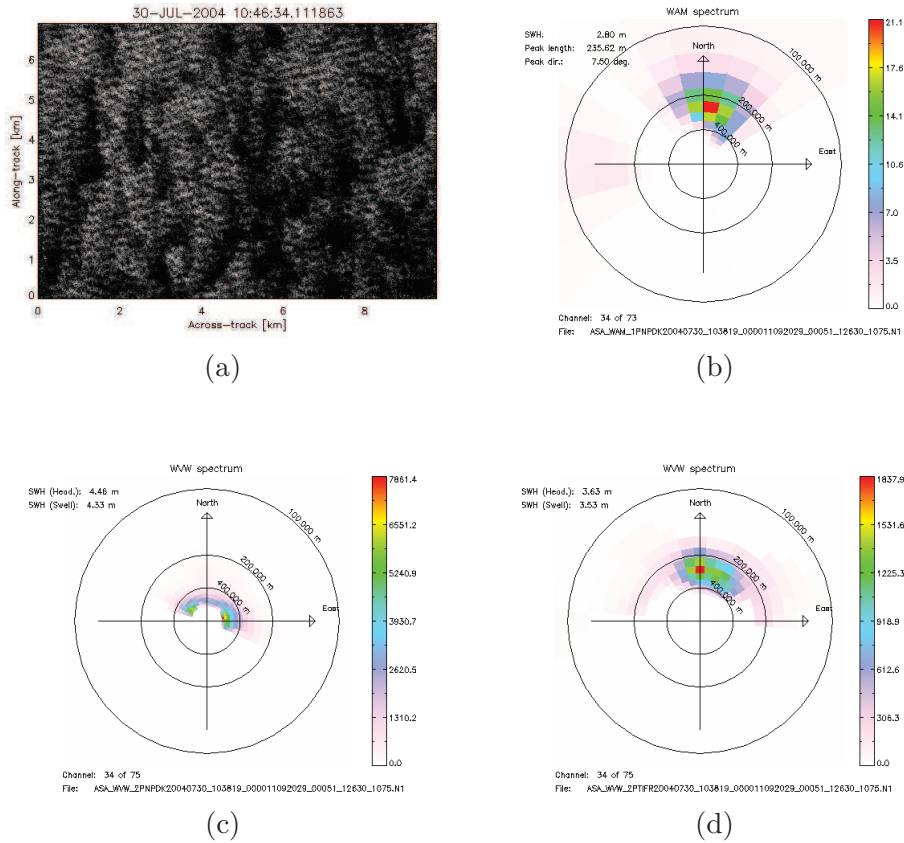 30-JUL-2004 10:46:34.111863
6
5
4
3
2
1
0
Along-track [km]
0 2 4 6 8
Across-track [km]
(a)
WAM spectrum
SWH: 2.80 m
Peak length: 235.62 m
Peak dir.: 7.50 deg.
North
East
100.000 m
200.000 m
400.000 m
21.1
17.6
14.1
10.6
7.0
3.5
0.0
Channel: 34 of 73
File: ASA_WAM_1PNPDK20040730_103819_000011092029_00051_12630_1075.N1
(b)
WVW spectrum
SWH (Head.): 4.46 m
SWH (Swell): 4.33 m
North
East
100.000 m
200.000 m
400.000 m
7861.4
6551.2
5240.9
3930.7
2620.5
1310.2
0.0
Channel: 34 of 75
File: ASA_WVW_2PNPDK20040730_103819_000011092029_00051_12630_1075.N1
(c)
WVW spectrum
SWH (Head.): 3.63 m
SWH (Swell): 3.53 m
North
East
100.000 m
200.000 m
400.000 m
1837.9
1531.6
1225.3
918.9
612.6
306.3
0.0
Channel: 34 of 75
File: ASA_WVW_2PTIFR20040730_103819_000011092029_00051_12630_1075.N1
(d)